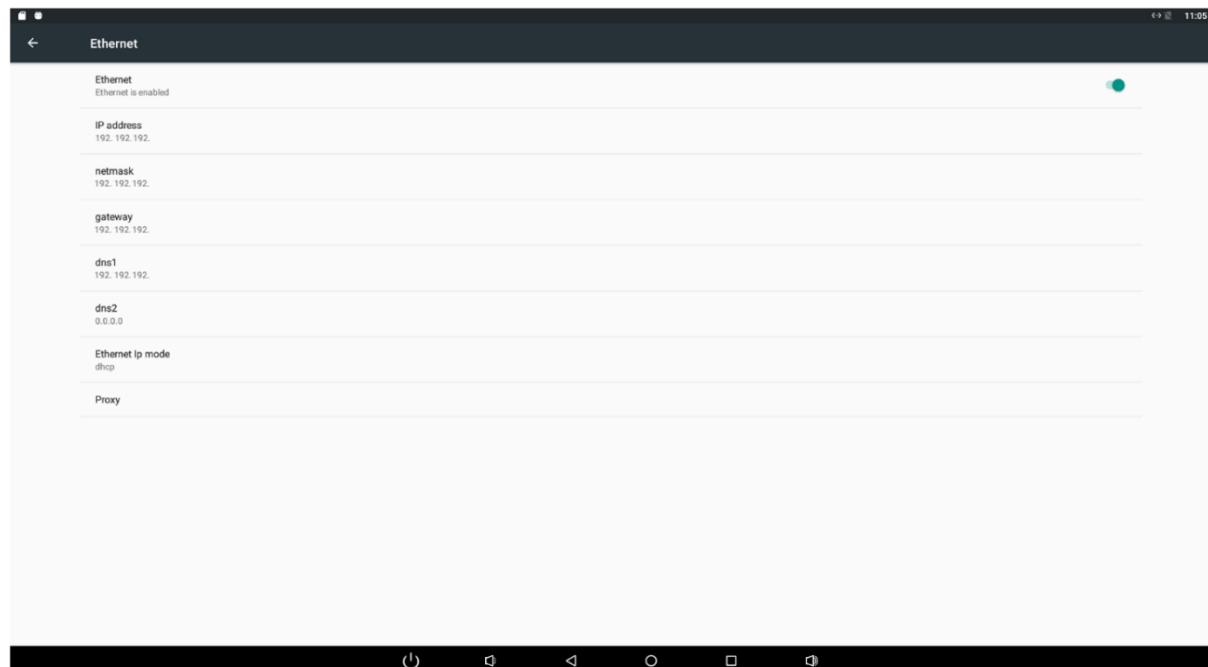 11:05
Ethernet
Ethernet
Ethernet is enabled
IP address
192. 192. 192.
netmask
192. 192. 192.
gateway
192. 192. 192.
dns1
192. 192. 192.
dns2
0.0.0.0
Ethernet Ip mode
dhcp
Proxy